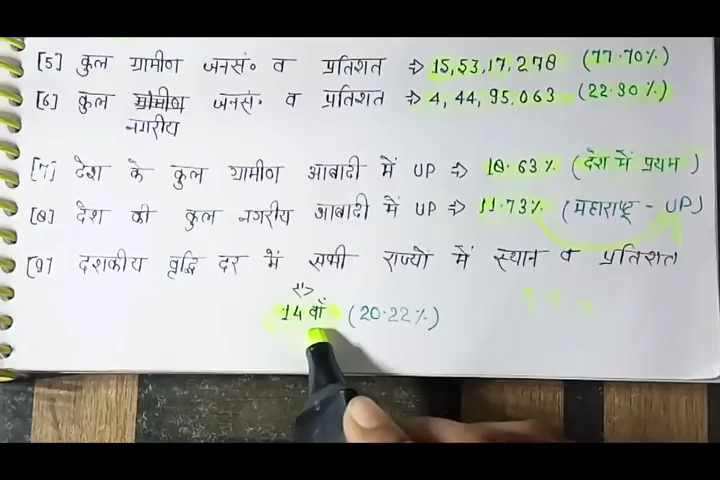 [5] कुल ग्रामीण जनसं॰ व प्रतिशत ⇒ 15,53,17,278 (77.70%)
[6] कुल ग्रामीण जनसं॰ व प्रतिशत ⇒ 4,44,95,063 (22.30%)
नगरीय
[7] देश के कुल ग्रामीण आबादी में UP ⇒ 18.63% (देश में प्रथम)
[8] देश की कुल नगरीय आबादी में UP ⇒ 11.73% (महाराष्ट्र - UP)
[9] दशकीय वृद्धि दर में सभी राज्यों में स्थान व प्रतिशत
14 वाँ (20.22%)